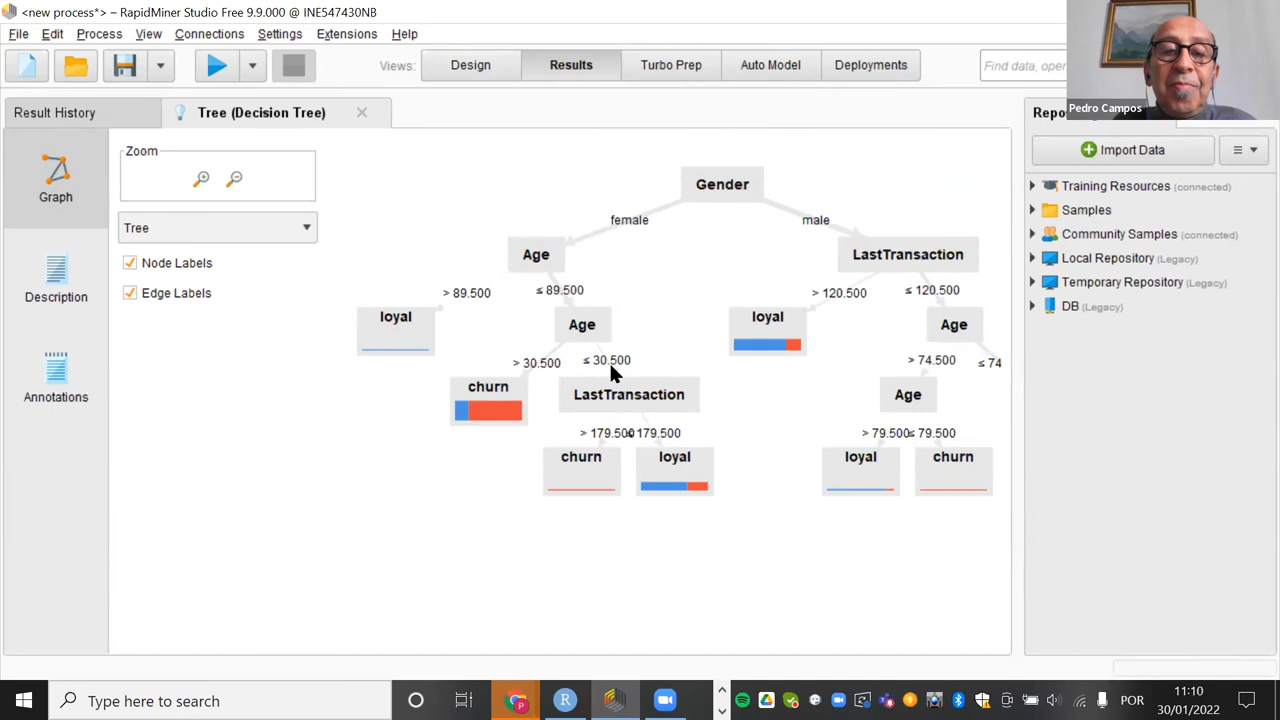 <new process*> – RapidMiner Studio Free 9.9.000 @ INE547430NB
File Edit Process View Connections Settings Extensions Help
Views: Design Results Turbo Prep Auto Model Deployments Find data, oper
Pedro Campos
Result History Tree (Decision Tree) Repo
Import Data
Zoom
Graph
Tree
Node Labels
Edge Labels
Description
Annotations
Gender
female male
Age LastTransaction
> 89.500 ≤ 89.500 > 120.500 ≤ 120.500
loyal Age loyal Age
> 30.500 ≤ 30.500 > 74.500 ≤ 74
churn LastTransaction Age
> 179.500 ≤ 179.500 > 79.500 ≤ 79.500
churn loyal loyal churn
Training Resources (connected)
Samples
Community Samples (connected)
Local Repository (Legacy)
Temporary Repository (Legacy)
DB (Legacy)
Type here to search
POR
11:10
30/01/2022